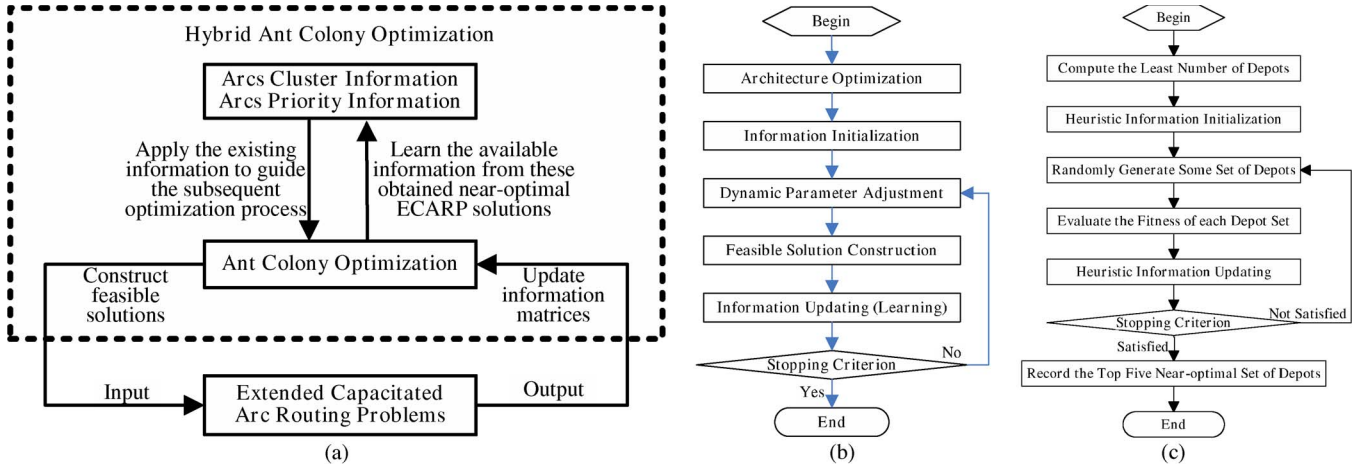 Hybrid Ant Colony Optimization
Arcs Cluster Information
Arcs Priority Information
Apply the existing
information to guide
the subsequent
optimization process
Learn the available
information from these
obtained near-optimal
ECARP solutions
Ant Colony Optimization
Construct
feasible
solutions
Update
information
matrices
Input
Extended Capacitated
Arc Routing Problems
Output
(a)
Begin
Architecture Optimization
Information Initialization
Dynamic Parameter Adjustment
Feasible Solution Construction
Information Updating (Learning)
Stopping Criterion
No
Yes
End
(b)
Begin
Compute the Least Number of Depots
Heuristic Information Initialization
Randomly Generate Some Set of Depots
Evaluate the Fitness of each Depot Set
Heuristic Information Updating
Stopping Criterion
Not Satisfied
Satisfied
Record the Top Five Near-optimal Set of Depots
End
(c)